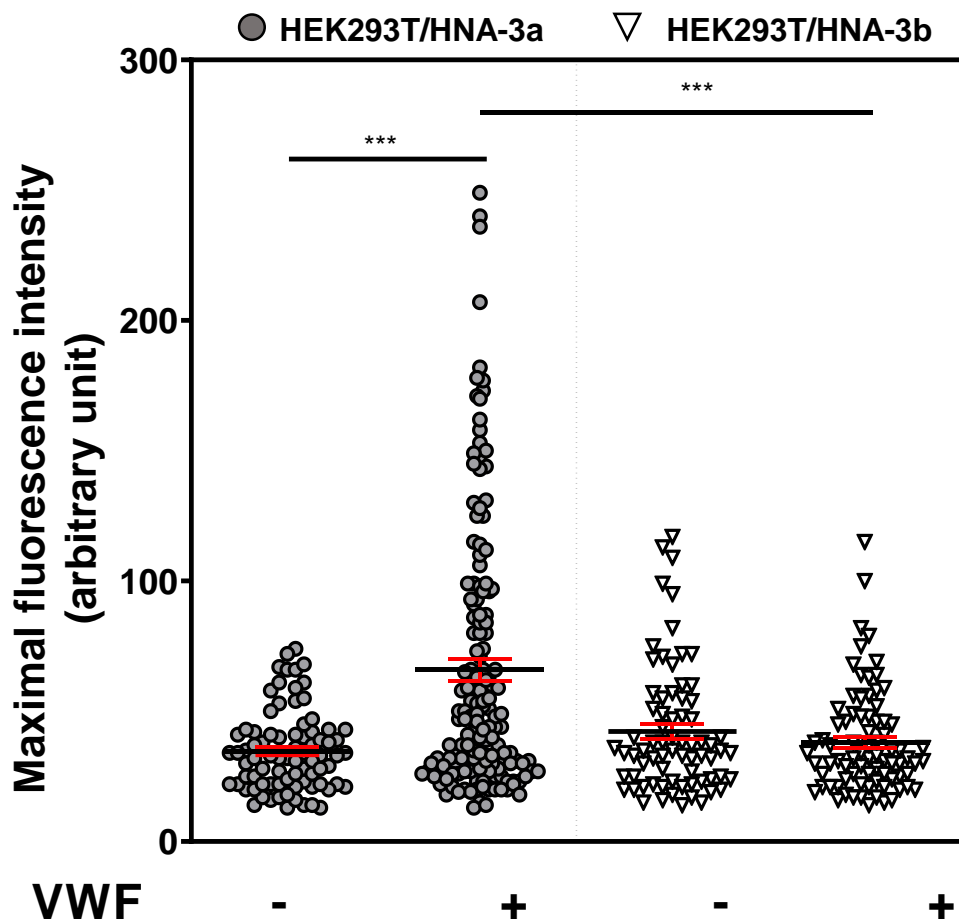 HEK293T/HNA-3a HEK293T/HNA-3b
300
***
***
200
100
0
Maximal fluorescence intensity
(arbitrary unit)
VWF - + - +